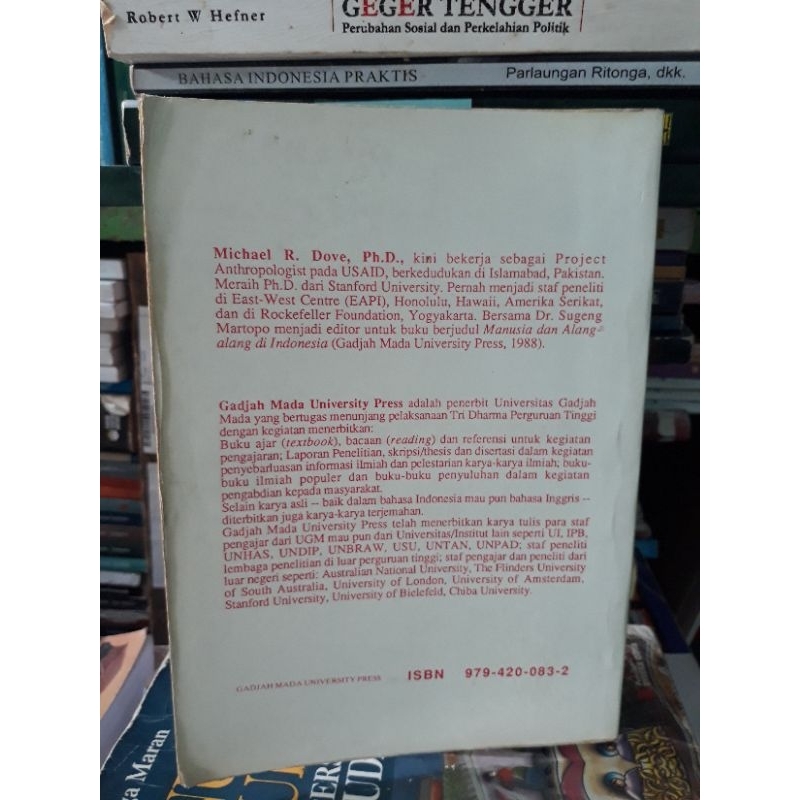 Robert W Hefner
GEGER TENGGER
Perubahan Sosial dan Perkelahian Politik
BAHASA INDONESIA PRAKTIS
Parlaungan Ritonga, dkk.
Michael R. Dove, Ph.D., kini bekerja sebagai Project
Anthropologist pada USAID, berkedudukan di Islamabad, Pakistan.
Meraih Ph.D. dari Stanford University. Pernah menjadi staf peneliti
di East-West Centre (EAPI), Honolulu, Hawaii, Amerika Serikat,
dan di Rockefeller Foundation, Yogyakarta. Bersama Dr. Sugeng
Martopo menjadi editor untuk buku berjudul Manusia dan Alang-
alang di Indonesia (Gadjah Mada University Press, 1988).
Gadjah Mada University Press adalah penerbit Universitas Gadjah
Mada yang bertugas menunjang pelaksanaan Tri Dharma Perguruan Tinggi
dengan kegiatan menerbitkan:
Buku ajar (textbook), bacaan (reading) dan referensi untuk kegiatan
pengajaran; Laporan Penelitian, skripsi/thesis dan disertasi dalam kegiatan
penyebarluasan informasi ilmiah dan pelestarian karya-karya ilmiah; buku-
buku ilmiah populer dan buku-buku penyuluhan dalam kegiatan
pengabdian kepada masyarakat.
Selain karya asli -- baik dalam bahasa Indonesia mau pun bahasa Inggris --
diterbitkan juga karya-karya terjemahan.
Gadjah Mada University Press telah menerbitkan karya tulis para staf
pengajar dari UGM mau pun dari Universitas/Institut lain seperti UI, IPB,
UNHAS, UNDIP, UNBRAW, USU, UNTAN, UNPAD; staf peneliti
lembaga penelitian di luar perguruan tinggi; staf pengajar dan peneliti dari
luar negeri seperti: Australian National University, The Flinders University
of South Australia, University of London, University of Amsterdam,
Stanford University, University of Bielefeld, Chiba University.
GADJAH MADA UNIVERSITY PRESS
ISBN 979-420-083-2
Maran